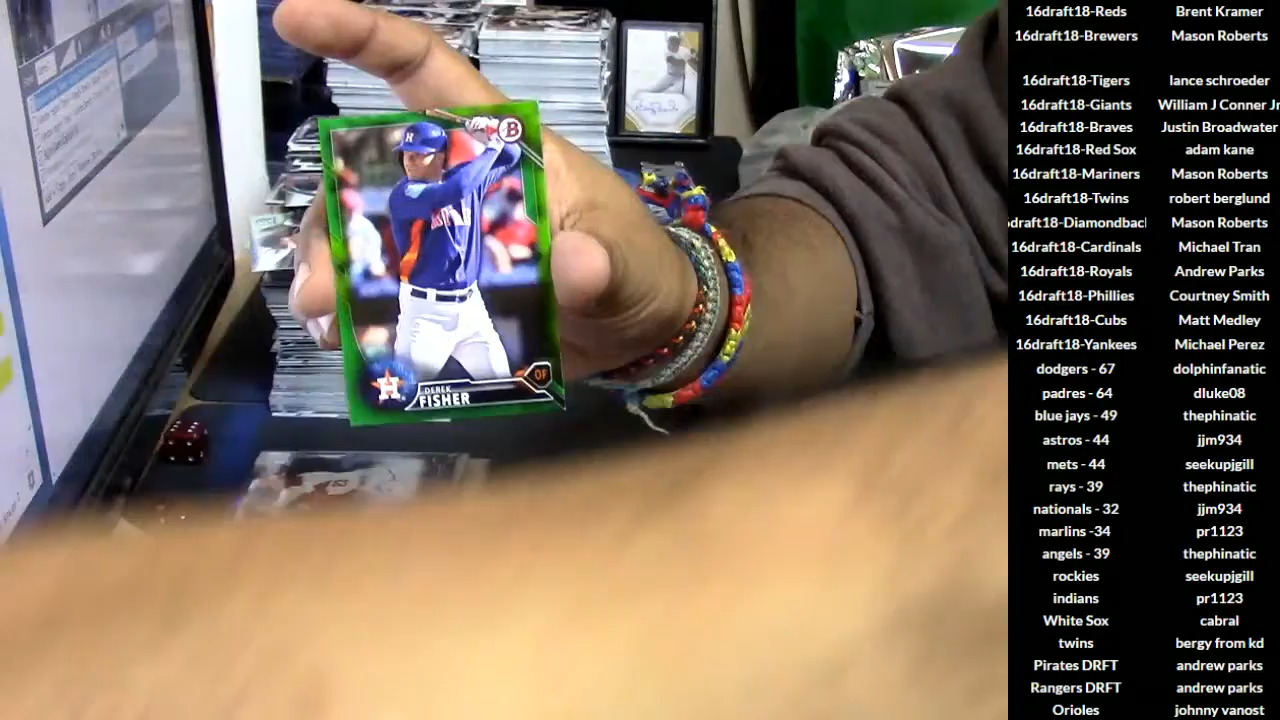 B
H
DEREK
FISHER
OF
H
16draft18-Reds Brent Kramer
16draft18-Brewers Mason Roberts
16draft18-Tigers lance schroeder
16draft18-Giants William J Conner Jr
16draft18-Braves Justin Broadwater
16draft18-Red Sox adam kane
16draft18-Mariners Mason Roberts
16draft18-Twins robert berglund
draft18-Diamondbac Mason Roberts
16draft18-Cardinals Michael Tran
16draft18-Royals Andrew Parks
16draft18-Phillies Courtney Smith
16draft18-Cubs Matt Medley
16draft18-Yankees Michael Perez
dodgers - 67 dolphinfanatic
padres - 64 dluke08
blue jays - 49 thephinatic
astros - 44 jjm934
mets - 44 seekupjgill
rays - 39 thephinatic
nationals - 32 jjm934
marlins -34 pr1123
angels - 39 thephinatic
rockies seekupjgill
indians pr1123
White Sox cabral
twins bergy from kd
Pirates DRFT andrew parks
Rangers DRFT andrew parks
Orioles johnny vanost